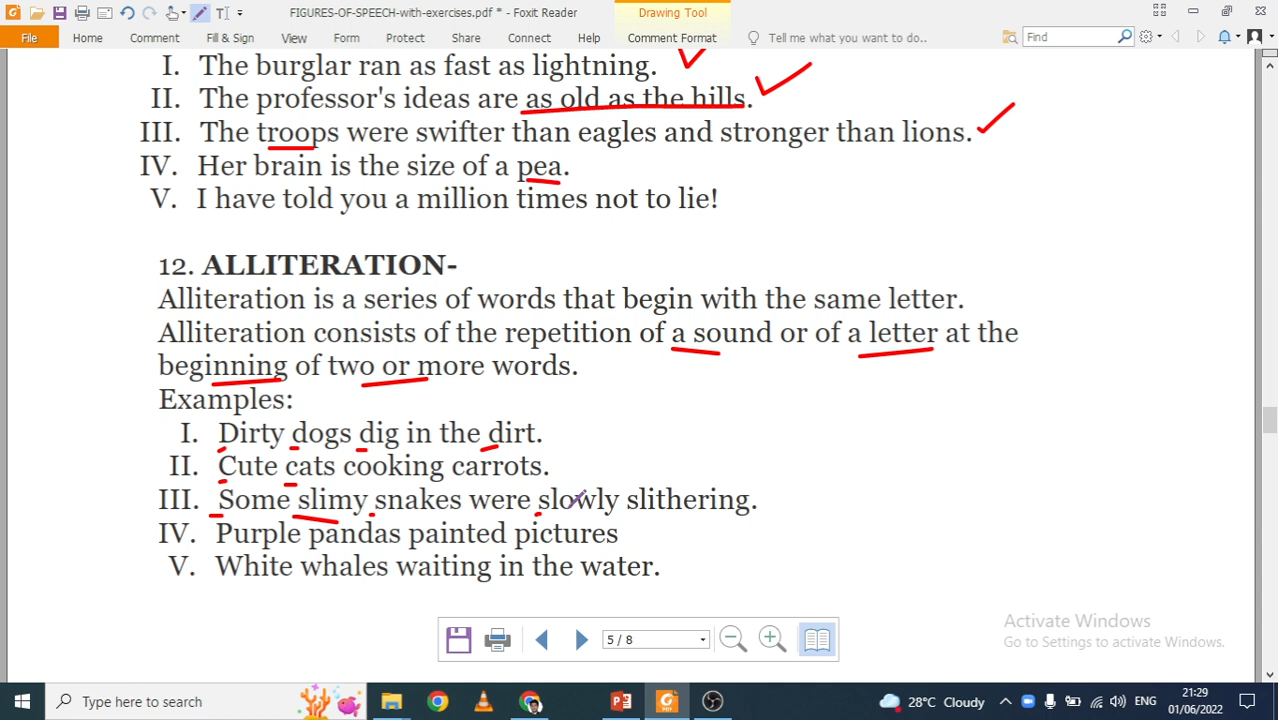 FIGURES-OF-SPEECH-with-exercises.pdf * - Foxit Reader
Drawing Tool
File Home Comment Fill & Sign View Form Protect Share Connect Help Comment Format Tell me what you want to do.. Find
I. The burglar ran as fast as lightning.
II. The professor's ideas are as old as the hills.
III. The troops were swifter than eagles and stronger than lions.
IV. Her brain is the size of a pea.
V. I have told you a million times not to lie!
12. ALLITERATION-
Alliteration is a series of words that begin with the same letter.
Alliteration consists of the repetition of a sound or of a letter at the
beginning of two or more words.
Examples:
I. Dirty dogs dig in the dirt.
II. Cute cats cooking carrots.
III. Some slimy snakes were slowly slithering.
IV. Purple pandas painted pictures
V. White whales waiting in the water.
5 / 8
Activate Windows
Go to Settings to activate Windows.
Type here to search
28°C Cloudy
ENG
21:29
01/06/2022